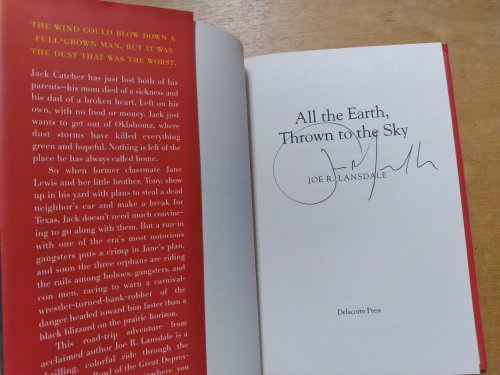 THE WIND COULD BLOW DOWN A
FULL-GROWN MAN, BUT IT WAS
THE DUST THAT WAS THE WORST.
Jack Catcher has just lost both of his
parents—his mom died of a sickness and
his dad of a broken heart. Left on his
own, with no food or money, Jack just
wants to get out of Oklahoma, where
dust storms have killed everything
green and hopeful. Nothing is left of the
place he has always called home.
So when former classmate Jane
Lewis and her little brother, Tony, show
up in his yard with plans to steal a dead
neighbor's car and make a break for
Texas, Jack doesn't need much convinc-
ing to go along with them. But a run-in
with one of the era's most notorious
gangsters puts a crimp in Jane's plan,
and soon the three orphans are riding
the rails among hoboes, gangsters, and
con men, racing to warn a carnival-
wrestler-turned-bank-robber of the
danger headed toward him faster than a
black blizzard on the prairie horizon.
This road-trip adventure from
acclaimed author Joe R. Lansdale is a
thrilling, colorful ride through the
Bowl of the Great Depres-
where you
All the Earth,
Thrown to the Sky
JOE R. LANSDALE
Delacorte Press